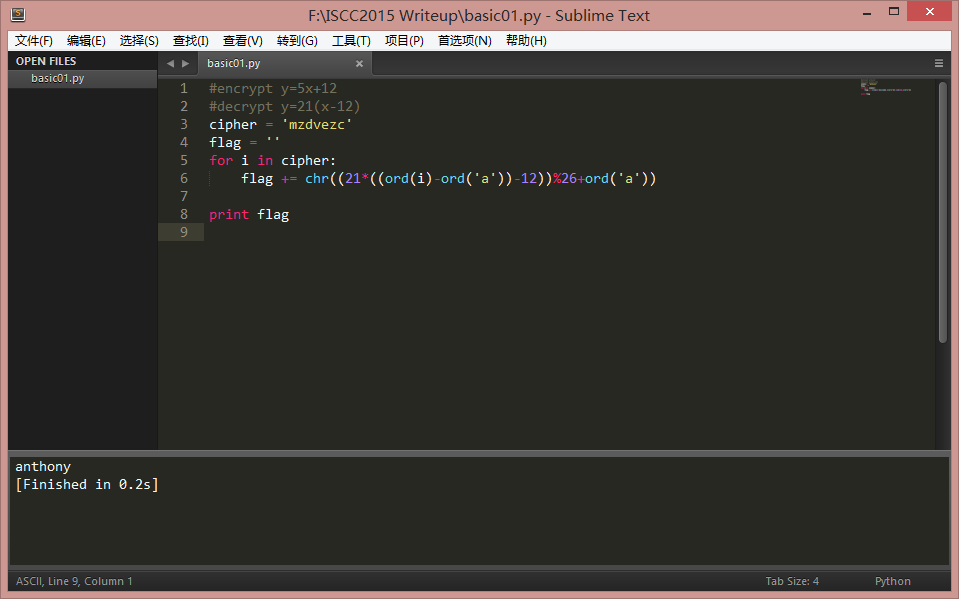 F:\ISCC2015 Writeup\basic01.py - Sublime Text
文件(F) 编辑(E) 选择(S) 查找(I) 查看(V) 转到(G) 工具(T) 项目(P) 首选项(N) 帮助(H)
OPEN FILES
basic01.py
basic01.py
1 #encrypt y=5x+12
2 #decrypt y=21(x-12)
3 cipher = 'mzdvezc'
4 flag = ''
5 for i in cipher:
6     flag += chr((21*((ord(i)-ord('a'))-12))%26+ord('a'))
7
8 print flag
9
anthony
[Finished in 0.2s]
ASCII, Line 9, Column 1 Tab Size: 4 Python